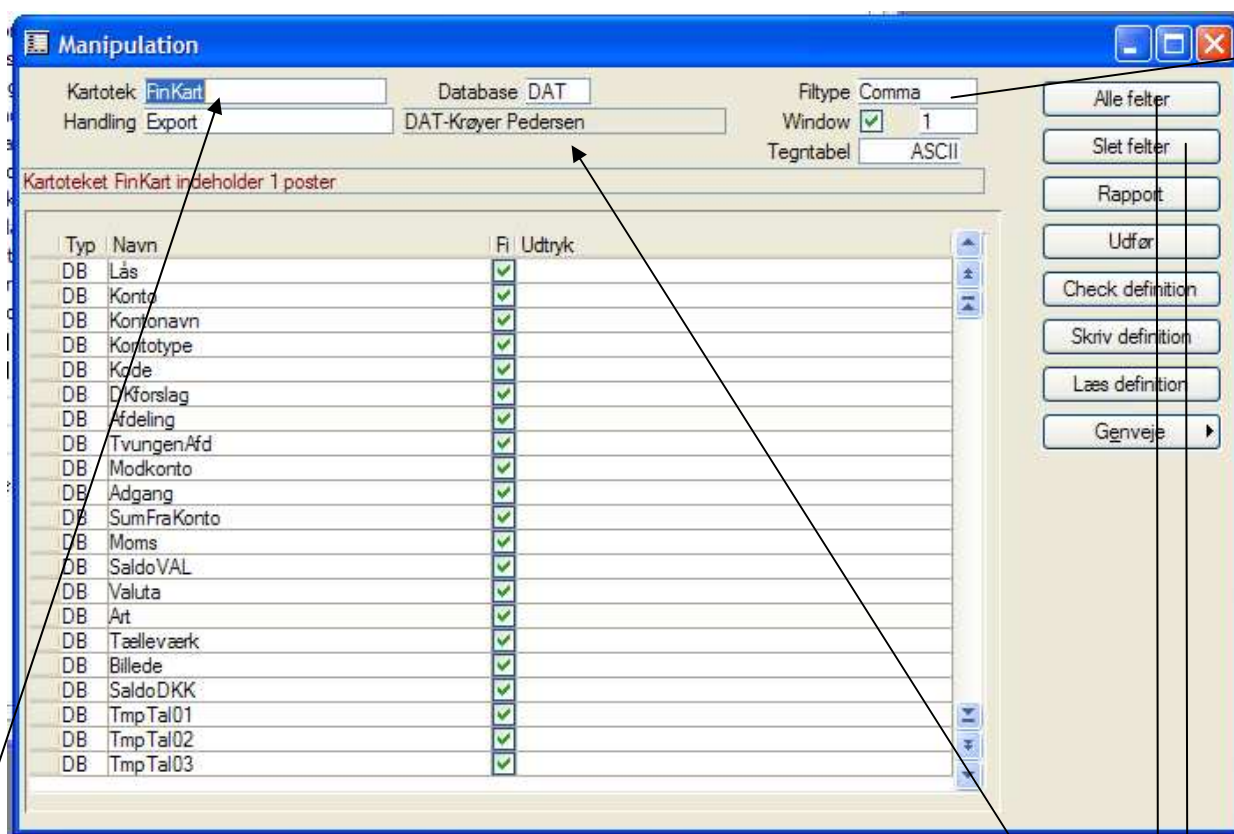 Manipulation
Kartotek FinKart Database DAT Filtype Comma
Handling Export DAT-Krøyer Pedersen Window 1
Tegntabel ASCII
Kartoteket FinKart indeholder 1 poster
Alle felter
Slet felter
Rapport
Udfør
Check definition
Skriv definition
Læs definition
Genveje
Typ Navn Fi Udtryk
DB Lås
DB Konto
DB Kontonavn
DB Kontotype
DB Kode
DB DKforslag
DB Afdeling
DB TvungenAfd
DB Modkonto
DB Adgang
DB SumFraKonto
DB Moms
DB SaldoVAL
DB Valuta
DB Art
DB Tælleværk
DB Billede
DB SaldoDKK
DB TmpTal01
DB TmpTal02
DB TmpTal03